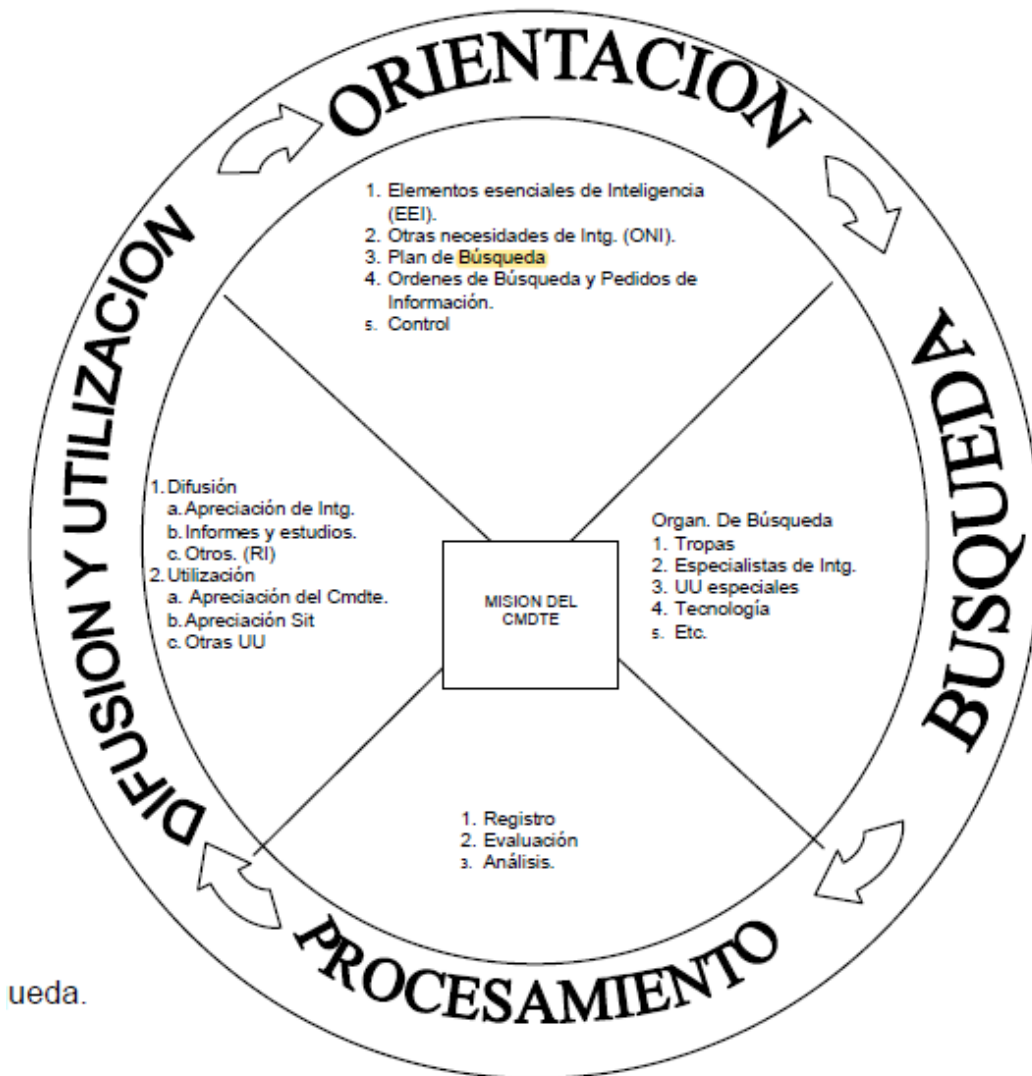 ORIENTACION
1. Elementos esenciales de Inteligencia
(EEI).
2. Otras necesidades de Intg. (ONI).
3. Plan de Búsqueda
4. Ordenes de Búsqueda y Pedidos de
Información.
5. Control
BUSQUEDA
Organ. De Búsqueda
1. Tropas
2. Especialistas de Intg.
3. UU especiales
4. Tecnología
5. Etc.
MISION DEL
CMDTE
PROCESAMIENTO
1. Registro
2. Evaluación
3. Análisis.
DIFUSION Y UTILIZACION
1. Difusión
a. Apreciación de Intg.
b. Informes y estudios.
c. Otros. (RI)
2. Utilización
a. Apreciación del Cmdte.
b. Apreciación Sit
c. Otras UU
ueda.